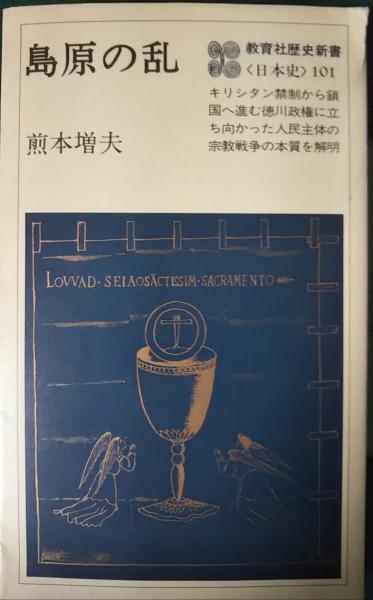 島原の乱
煎本増夫
教育社歴史新書
〈日本史〉101
キリシタン禁制から鎖
国へ進む徳川政権に立
ち向かった人民主体の
宗教戦争の本質を解明
LOVVAD·SEIAOSĀCTISSIM·SACRAMENTO